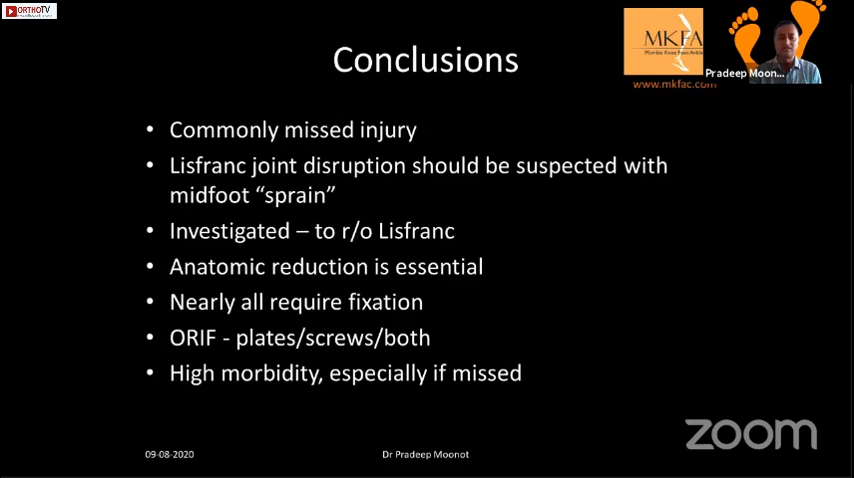 ORTHOTV
Conclusions
MKFA
Pradeep Moon...
www.mkfac.com
• Commonly missed injury
• Lisfranc joint disruption should be suspected with
midfoot “sprain”
• Investigated – to r/o Lisfranc
• Anatomic reduction is essential
• Nearly all require fixation
• ORIF - plates/screws/both
• High morbidity, especially if missed
zoom
09-08-2020
Dr Pradeep Moonot